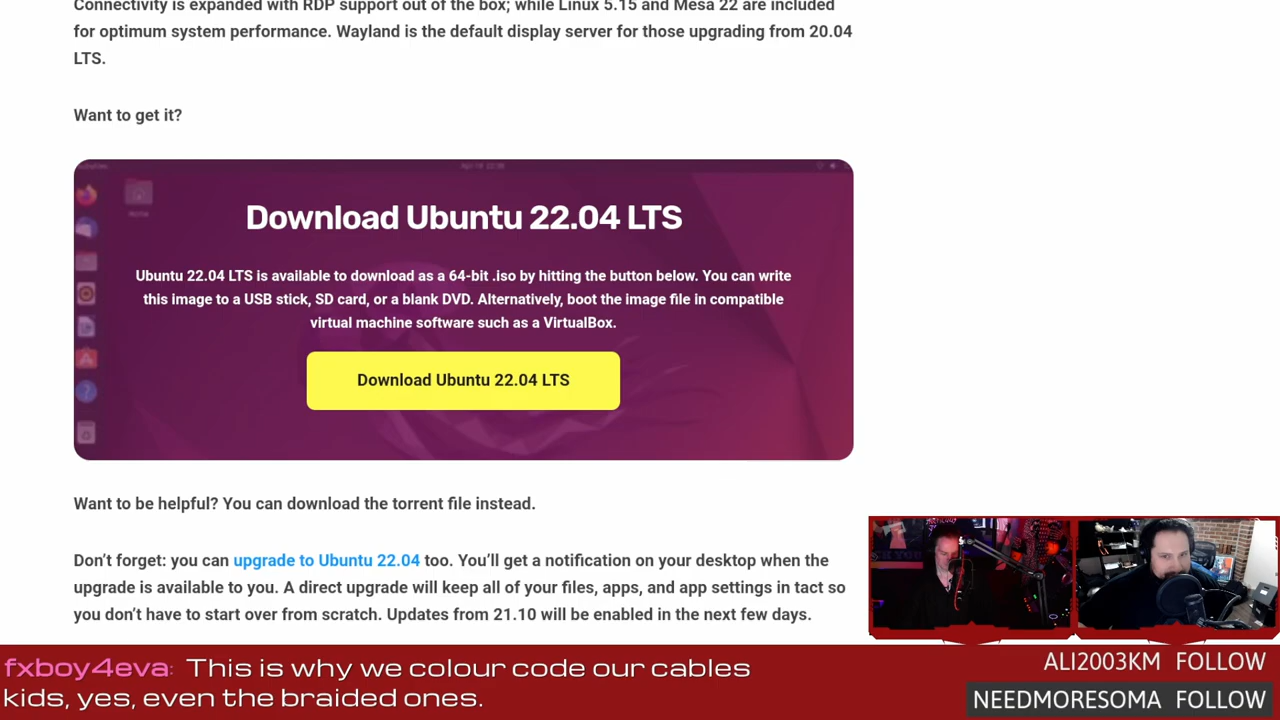 Connectivity is expanded with RDP support out of the box; while Linux 5.15 and Mesa 22 are included
for optimum system performance. Wayland is the default display server for those upgrading from 20.04
LTS.
Want to get it?
Download Ubuntu 22.04 LTS
Ubuntu 22.04 LTS is available to download as a 64-bit .iso by hitting the button below. You can write
this image to a USB stick, SD card, or a blank DVD. Alternatively, boot the image file in compatible
virtual machine software such as a VirtualBox.
Download Ubuntu 22.04 LTS
Want to be helpful? You can download the torrent file instead.
Don’t forget: you can upgrade to Ubuntu 22.04 too. You’ll get a notification on your desktop when the
upgrade is available to you. A direct upgrade will keep all of your files, apps, and app settings in tact so
you don’t have to start over from scratch. Updates from 21.10 will be enabled in the next few days.
fxboy4eva: This is why we colour code our cables
kids, yes, even the braided ones.
ALI2003KM FOLLOW
NEEDMORESOMA FOLLOW